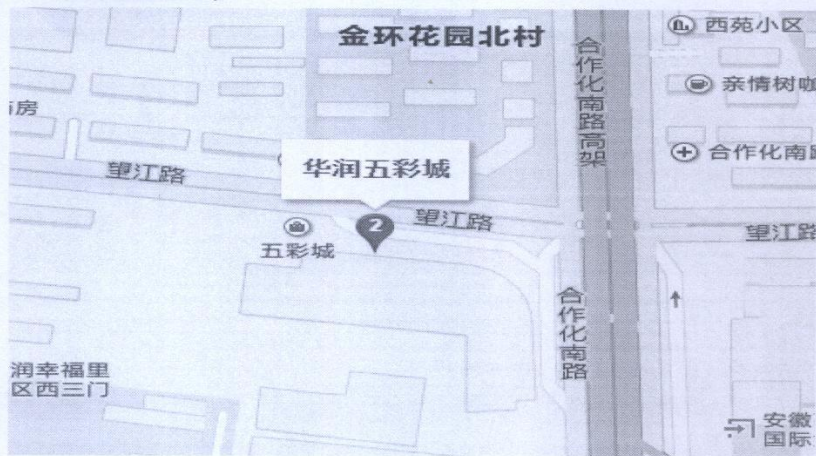 金环花园北村
西苑小区
合作化南路高架
亲情树咖
房
合作化南路
望江路
华润五彩城
2
望江路
望江路
五彩城
合作化南路
润幸福里
区西三门
安徽
国际